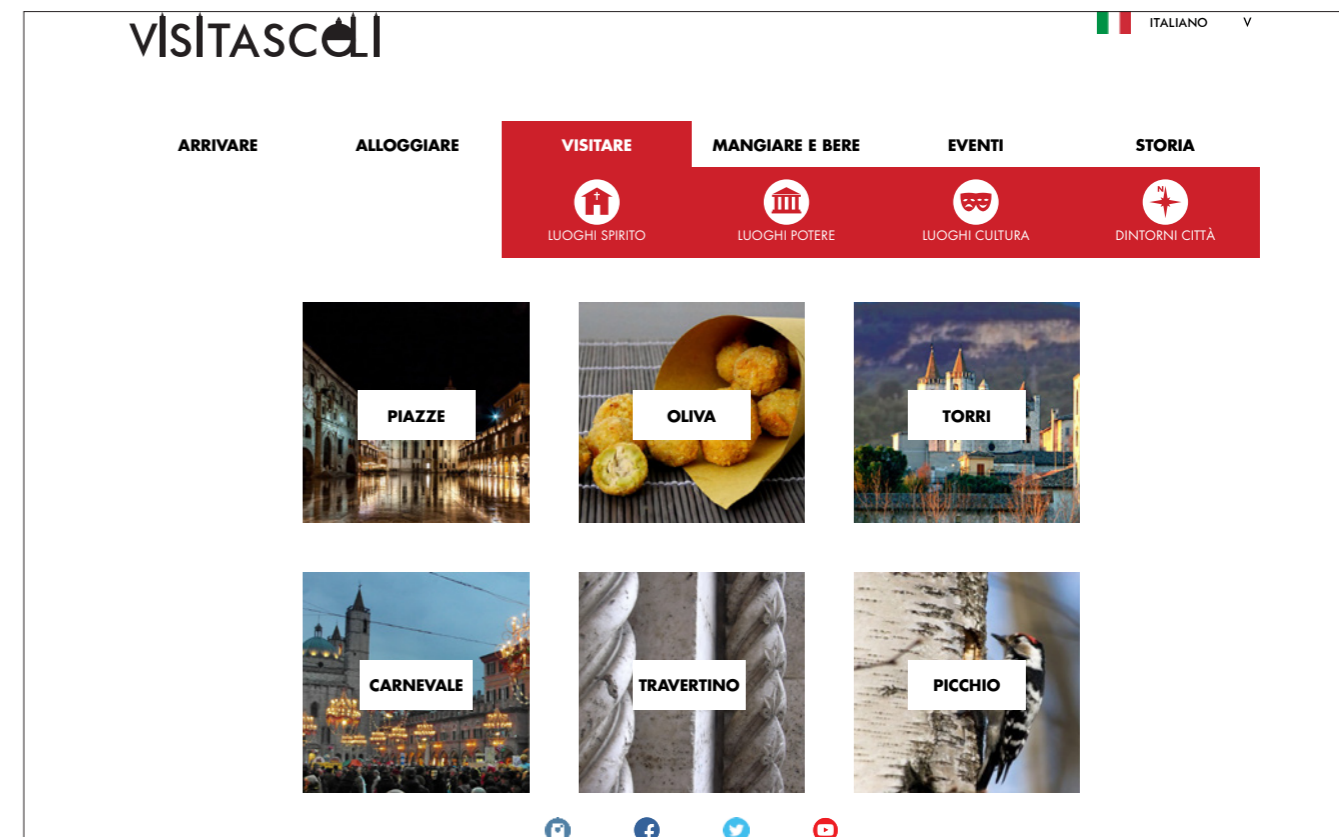 VISITASCOLI
ITALIANO V
ARRIVARE ALLOGGIARE VISITARE MANGIARE E BERE EVENTI STORIA
LUOGHI SPIRITO LUOGHI POTERE LUOGHI CULTURA DINTORNI CITTÀ
PIAZZE OLIVA TORRI
CARNEVALE TRAVERTINO PICCHIO